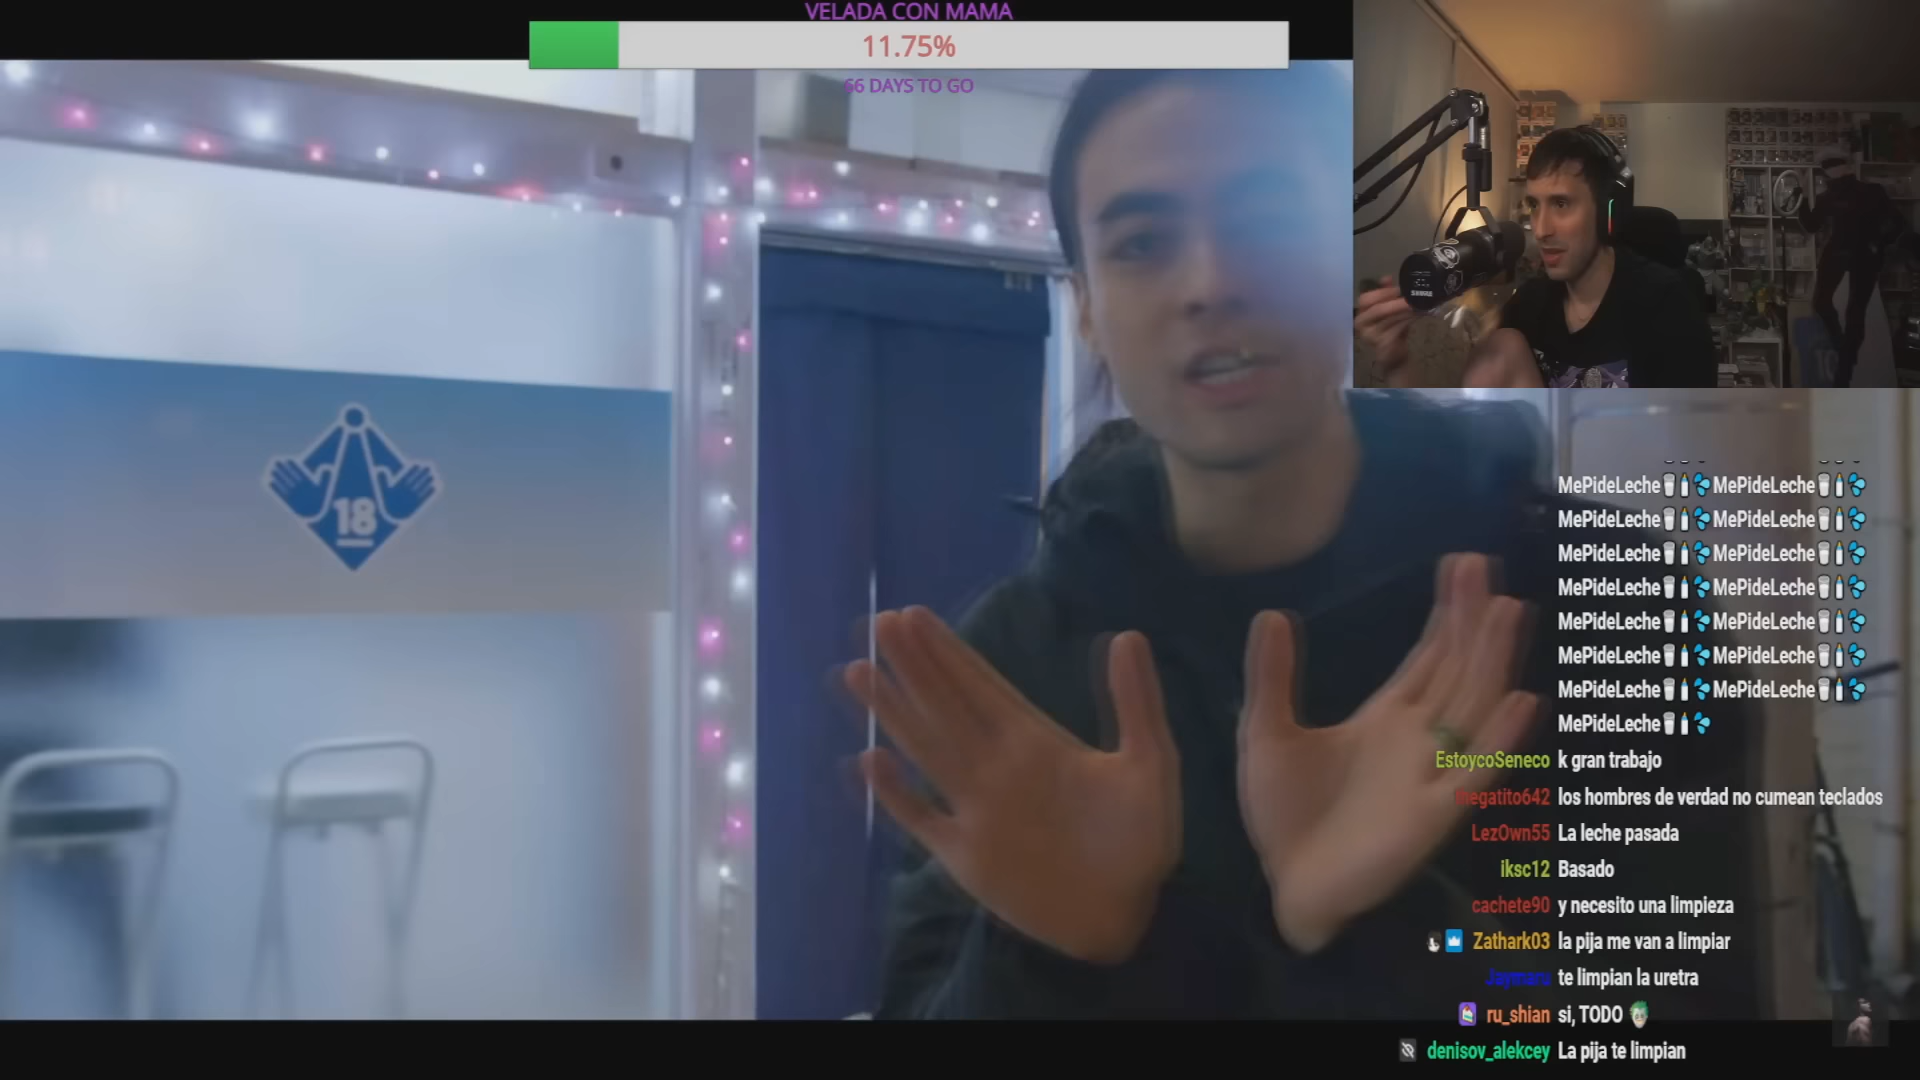 VELADA CON MAMA
11.75%
66 DAYS TO GO
18
MePideLeche🥛🍼💦MePideLeche🥛🍼💦
MePideLeche🥛🍼💦MePideLeche🥛🍼💦
MePideLeche🥛🍼💦MePideLeche🥛🍼💦
MePideLeche🥛🍼💦MePideLeche🥛🍼💦
MePideLeche🥛🍼💦MePideLeche🥛🍼💦
MePideLeche🥛🍼💦MePideLeche🥛🍼💦
MePideLeche🥛🍼💦MePideLeche🥛🍼💦
MePideLeche🥛🍼💦
EstoycoSeneco k gran trabajo
megatito642 los hombres de verdad no cumean teclados
LezOwn55 La leche pasada
iksc12 Basado
cachete90 y necesito una limpieza
Zathark03 la pija me van a limpiar
Jaymaru te limpian la uretra
ru_shian si, TODO
denisov_alekcey La pija te limpian